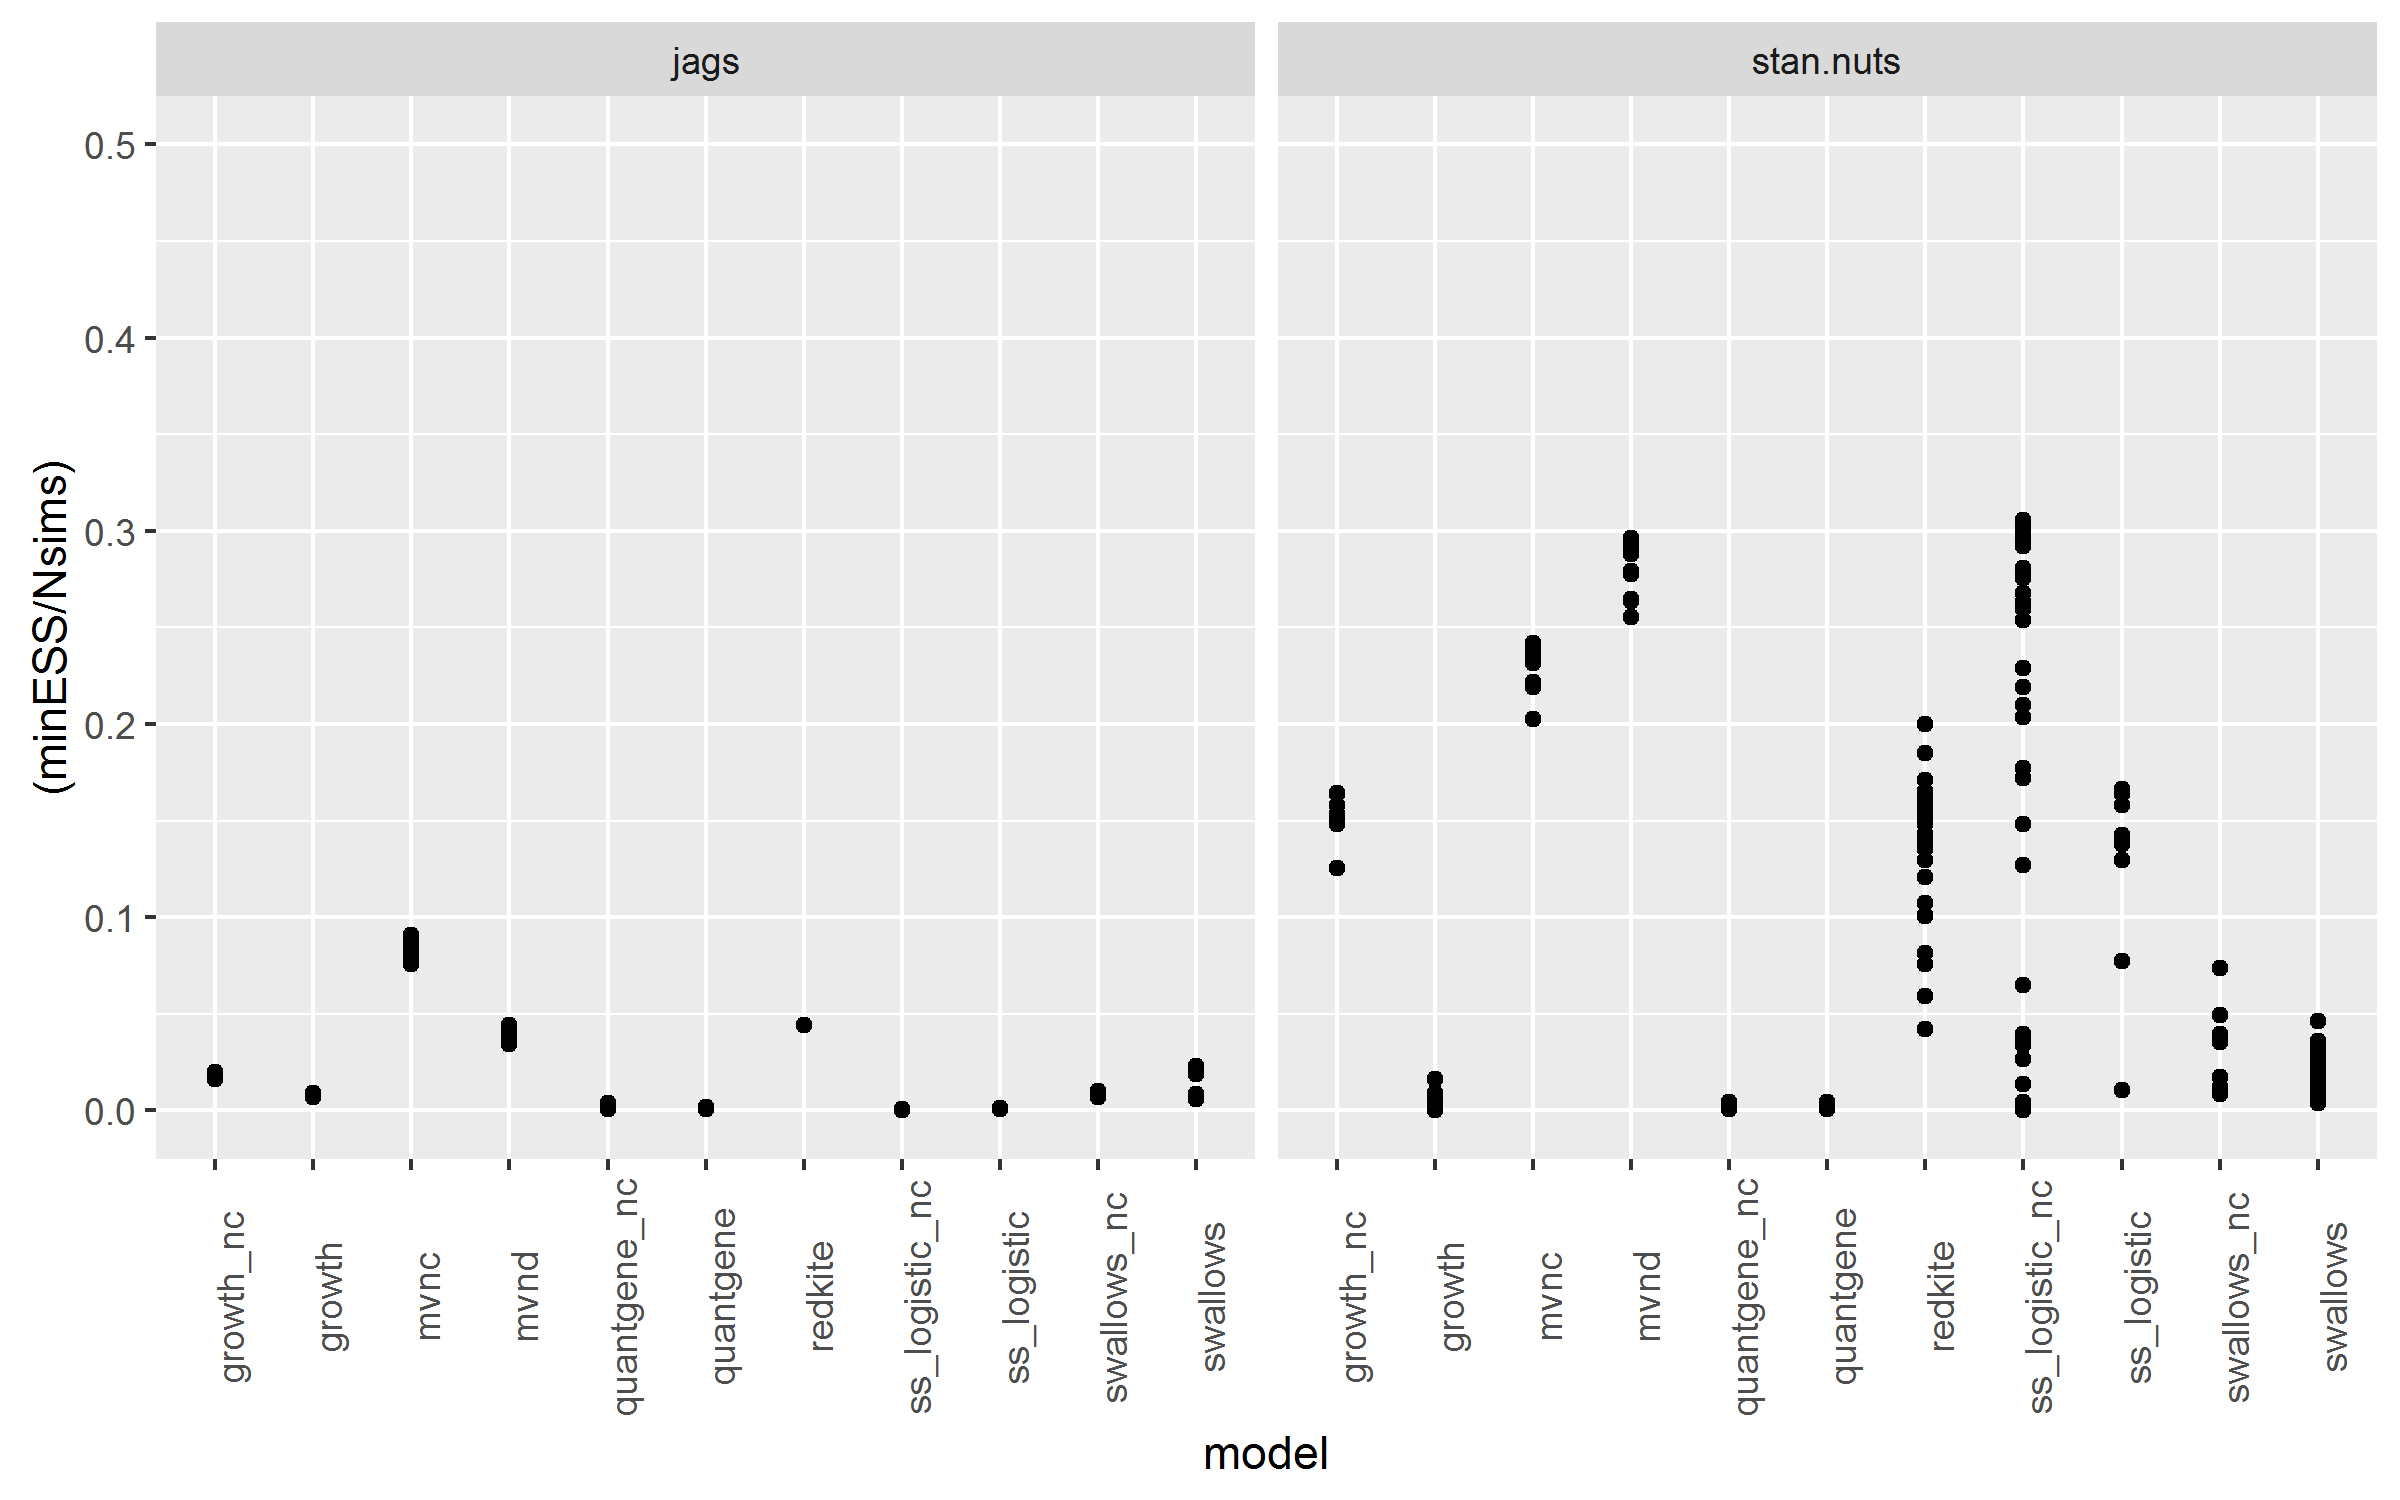 jags
stan.nuts
(minESS/Nsims)
0.5
0.4
0.3
0.2
0.1
0.0
growth_nc
growth
mvnc
mvnd
quantgene_nc
quantgene
redkite
ss_logistic_nc
ss_logistic
swallows_nc
swallows
growth_nc
growth
mvnc
mvnd
quantgene_nc
quantgene
redkite
ss_logistic_nc
ss_logistic
swallows_nc
swallows
model